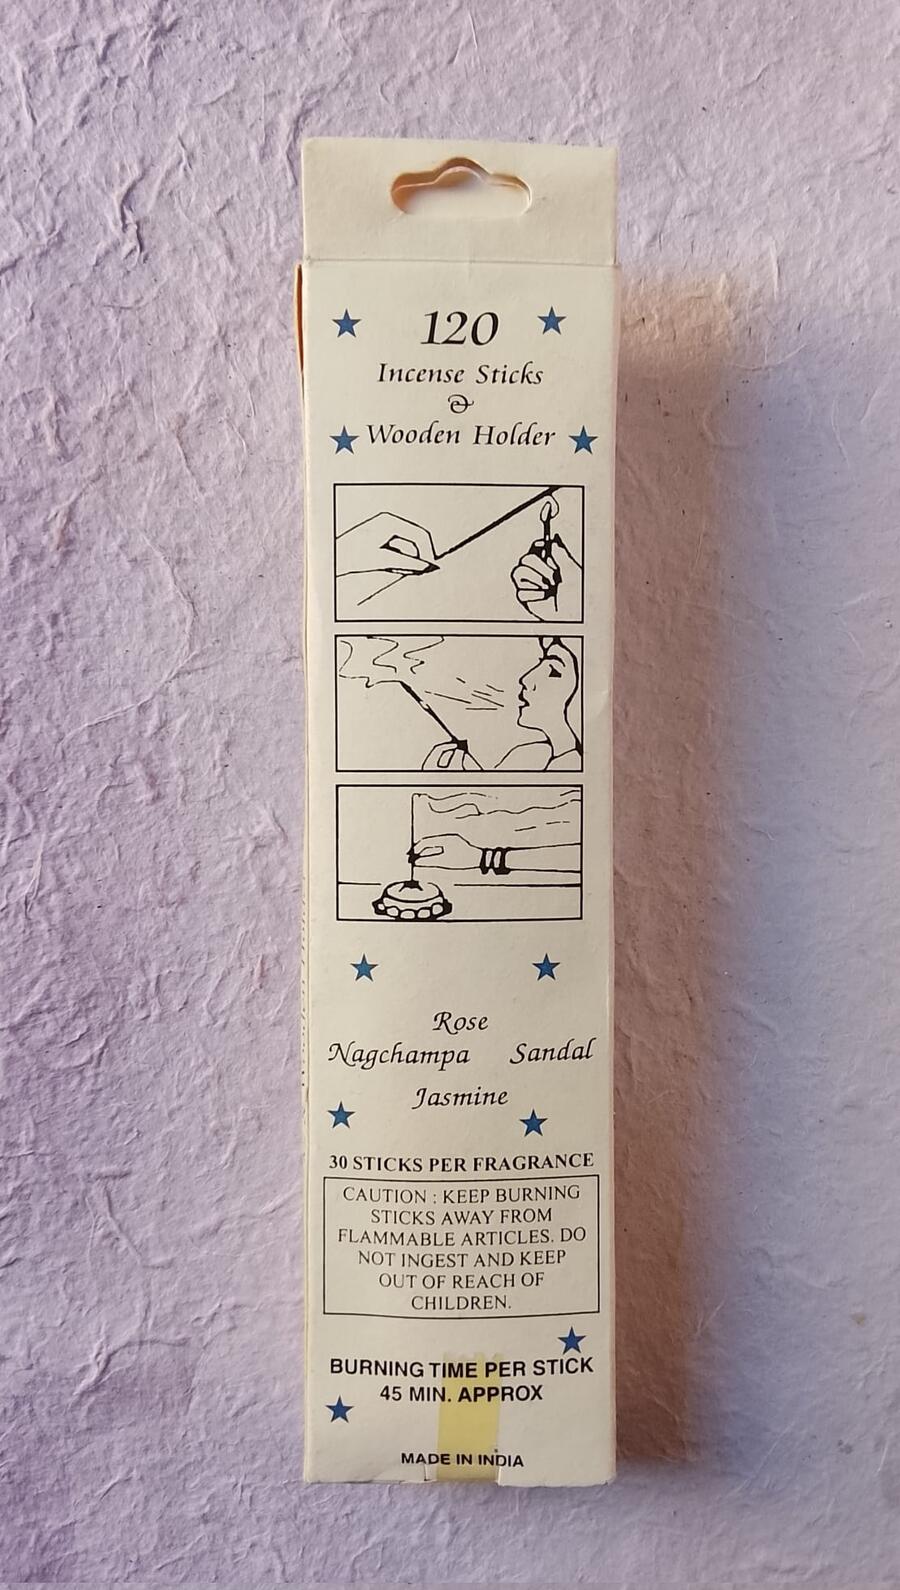 120
Incense Sticks
&
Wooden Holder
Rose
Nagchampa Sandal
Jasmine
30 STICKS PER FRAGRANCE
CAUTION : KEEP BURNING
STICKS AWAY FROM
FLAMMABLE ARTICLES. DO
NOT INGEST AND KEEP
OUT OF REACH OF
CHILDREN.
BURNING TIME PER STICK
45 MIN. APPROX
MADE IN INDIA